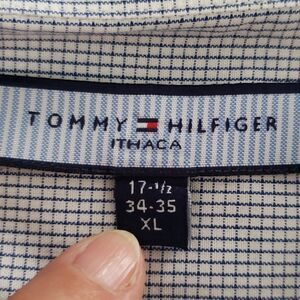 TOMMY HILFIGER
ITHACA
17-1/2
34-35
XL